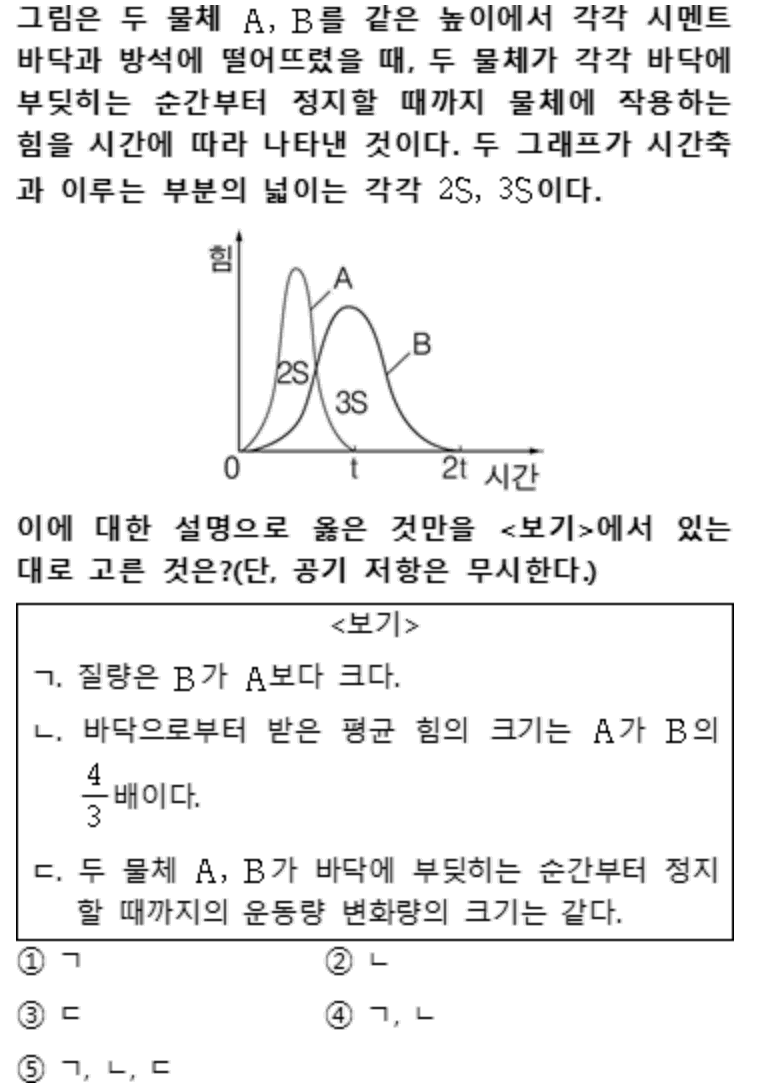 그림은 두 물체 A, B를 같은 높이에서 각각 시멘트
바닥과 방석에 떨어뜨렸을 때, 두 물체가 각각 바닥에
부딪히는 순간부터 정지할 때까지 물체에 작용하는
힘을 시간에 따라 나타낸 것이다. 두 그래프가 시간축
과 이루는 부분의 넓이는 각각 2S, 3S이다.
힘
A
B
2S
3S
0 t 2t 시간
이에 대한 설명으로 옳은 것만을 <보기>에서 있는
대로 고른 것은?(단, 공기 저항은 무시한다.)
<보기>
ㄱ. 질량은 B가 A보다 크다.
ㄴ. 바닥으로부터 받은 평균 힘의 크기는 A가 B의
4/3배이다.
ㄷ. 두 물체 A, B가 바닥에 부딪히는 순간부터 정지
할 때까지의 운동량 변화량의 크기는 같다.
① ㄱ ② ㄴ
③ ㄷ ④ ㄱ, ㄴ
⑤ ㄱ, ㄴ, ㄷ